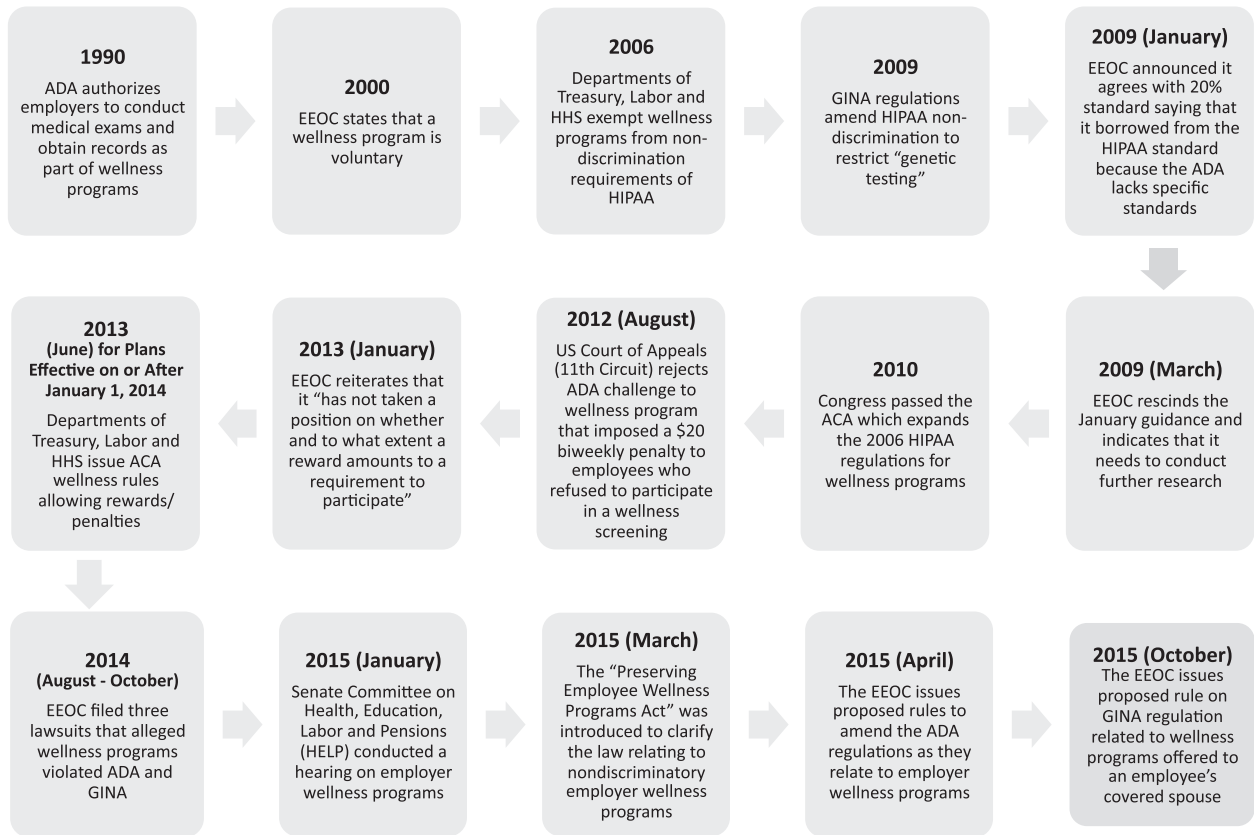 1990
ADA authorizes
employers to conduct
medical exams and
obtain records as
part of wellness
programs
2000
EEOC states that a
wellness program is
voluntary
2006
Departments of
Treasury, Labor and
HHS exempt wellness
programs from non-
discrimination
requirements of
HIPAA
2009
GINA regulations
amend HIPAA non-
discrimination to
restrict “genetic
testing”
2009 (January)
EEOC announced it
agrees with 20%
standard saying that
it borrowed from the
HIPAA standard
because the ADA
lacks specific
standards
2009 (March)
EEOC rescinds the
January guidance and
indicates that it
needs to conduct
further research
2010
Congress passed the
ACA which expands
the 2006 HIPAA
regulations for
wellness programs
2012 (August)
US Court of Appeals
(11th Circuit) rejects
ADA challenge to
wellness program
that imposed a $20
biweekly penalty to
employees who
refused to participate
in a wellness
screening
2013 (January)
EEOC reiterates that
it “has not taken a
position on whether
and to what extent a
reward amounts to a
requirement to
participate”
2013
(June) for Plans
Effective on or After
January 1, 2014
Departments of
Treasury, Labor and
HHS issue ACA
wellness rules
allowing rewards/
penalties
2014
(August - October)
EEOC filed three
lawsuits that alleged
wellness programs
violated ADA and
GINA
2015 (January)
Senate Committee on
Health, Education,
Labor and Pensions
(HELP) conducted a
hearing on employer
wellness programs
2015 (March)
The “Preserving
Employee Wellness
Programs Act” was
introduced to clarify
the law relating to
nondiscriminatory
employer wellness
programs
2015 (April)
The EEOC issues
proposed rules to
amend the ADA
regulations as they
relate to employer
wellness programs
2015 (October)
The EEOC issues
proposed rule on
GINA regulation
related to wellness
programs offered to
an employee’s
covered spouse